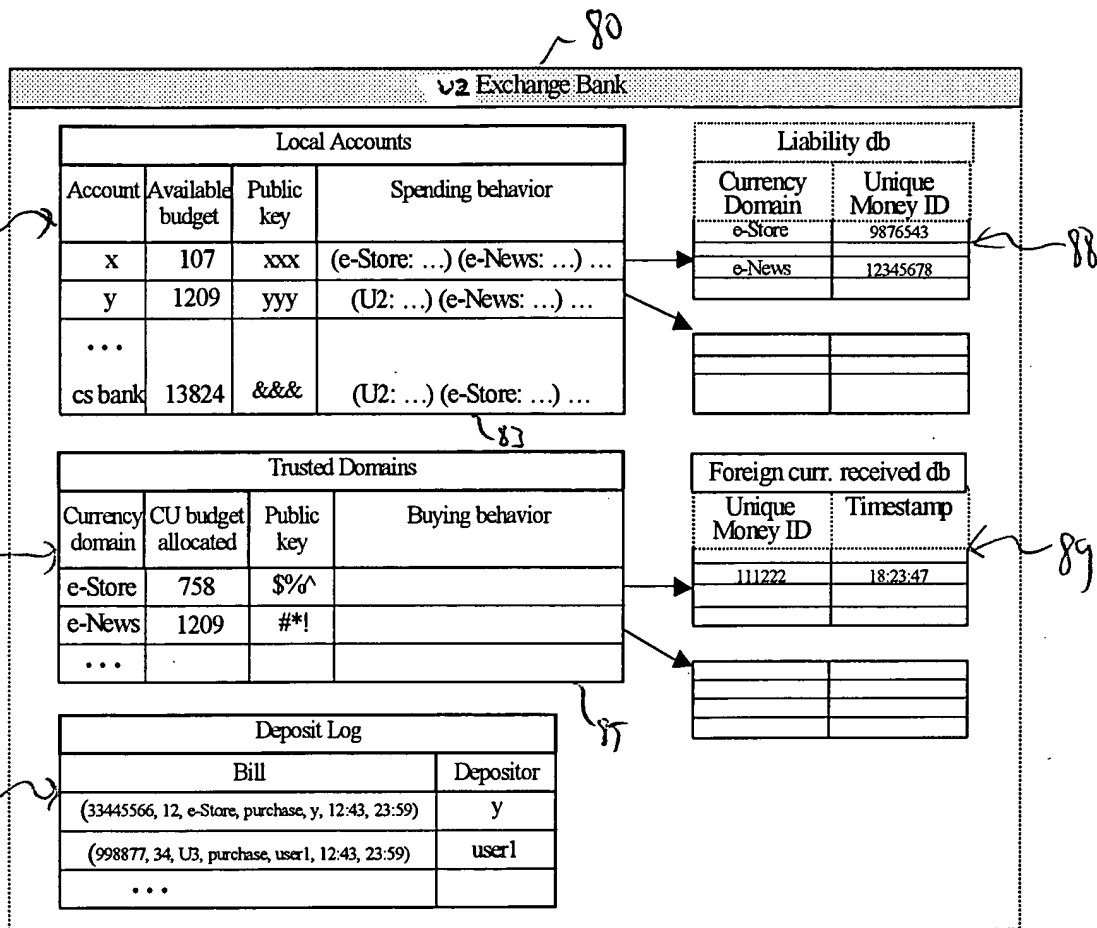 80
U2 Exchange Bank
Local Accounts
Account Available budget Public key Spending behavior
x 107 xxx (e-Store: ...) (e-News: ...) ...
y 1209 yyy (U2: ...) (e-News: ...) ...
...
cs bank 13824 &&& (U2: ...) (e-Store: ...) ...
83
Liability db
Currency Domain Unique Money ID
e-Store 9876543
e-News 12345678
88
Trusted Domains
Currency domain CU budget allocated Public key Buying behavior
e-Store 758 $%^
e-News 1209 #*!
...
85
Foreign curr. received db
Unique Money ID Timestamp
111222 18:23:47
89
Deposit Log
Bill Depositor
(33445566, 12, e-Store, purchase, y, 12:43, 23:59) y
(998877, 34, U3, purchase, user1, 12:43, 23:59) user1
...